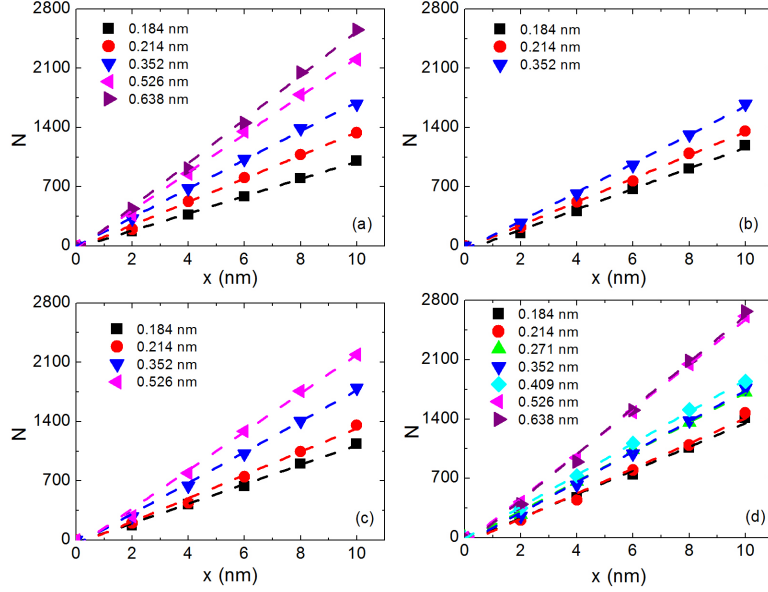 2800
2100
1400
700
0
N
0.184 nm
0.214 nm
0.352 nm
0.526 nm
0.638 nm
(a)
0 2 4 6 8 10
x (nm)
2800
2100
1400
700
0
N
0.184 nm
0.214 nm
0.352 nm
(b)
0 2 4 6 8 10
x (nm)
2800
2100
1400
700
0
N
0.184 nm
0.214 nm
0.352 nm
0.526 nm
(c)
0 2 4 6 8 10
x (nm)
2800
2100
1400
700
0
N
0.184 nm
0.214 nm
0.271 nm
0.352 nm
0.409 nm
0.526 nm
0.638 nm
(d)
0 2 4 6 8 10
x (nm)